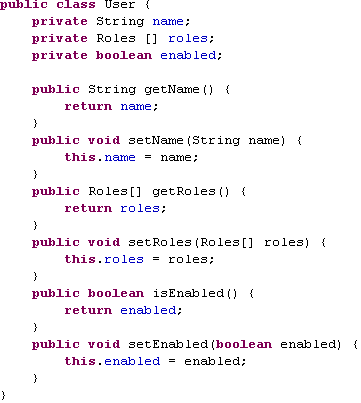 public class User {
    private String name;
    private Roles [] roles;
    private boolean enabled;

    public String getName() {
        return name;
    }
    public void setName(String name) {
        this.name = name;
    }
    public Roles[] getRoles() {
        return roles;
    }
    public void setRoles(Roles[] roles) {
        this.roles = roles;
    }
    public boolean isEnabled() {
        return enabled;
    }
    public void setEnabled(boolean enabled) {
        this.enabled = enabled;
    }
}